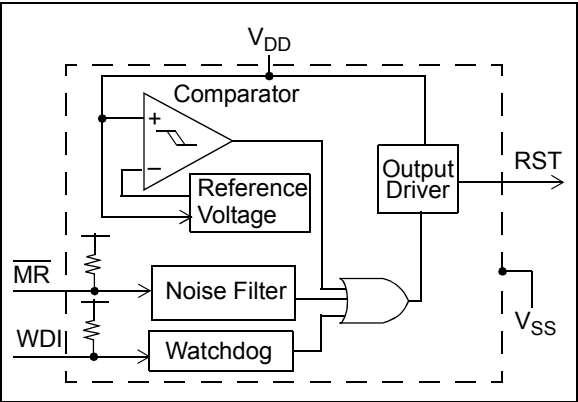 VDD
Comparator
+
−
Reference
Voltage
Output
Driver
RST
MR
Noise Filter
WDI
Watchdog
VSS